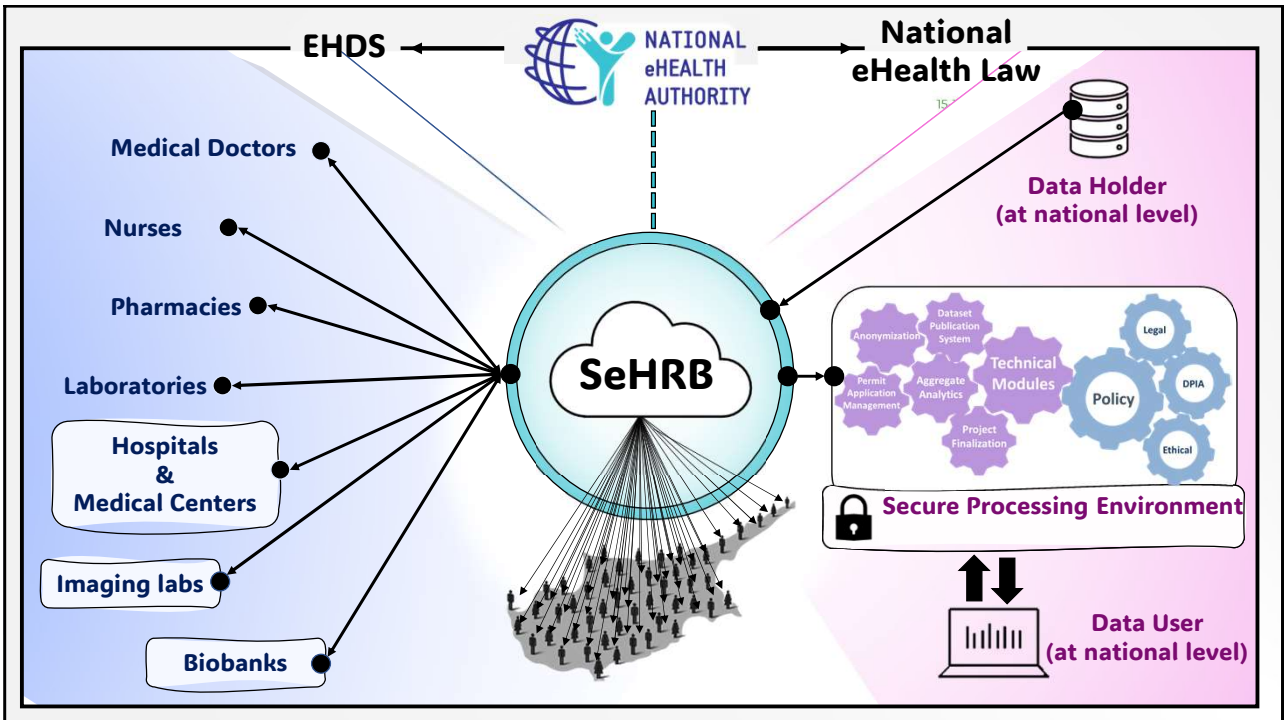 EHDS
NATIONAL
eHEALTH
AUTHORITY
National
eHealth Law
Medical Doctors
Nurses
Pharmacies
Laboratories
Hospitals
&
Medical Centers
Imaging labs
Biobanks
SeHRB
Data Holder
(at national level)
Anonymization
Dataset
Publication
System
Permit
Application
Management
Aggregate
Analytics
Technical
Modules
Project
Finalization
Policy
Legal
DPIA
Ethical
Secure Processing Environment
Data User
(at national level)